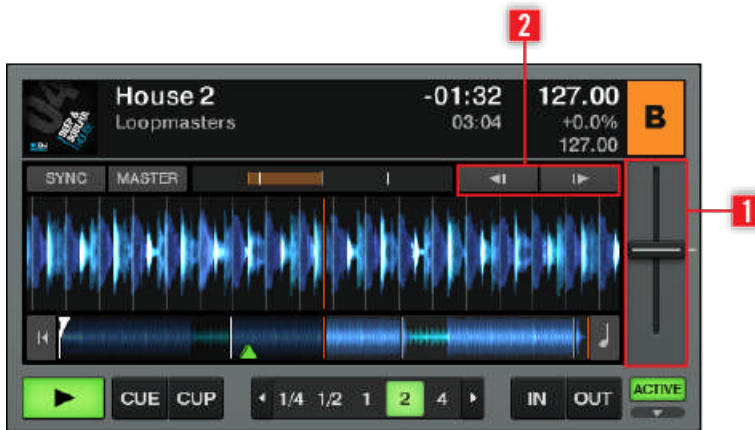 2
House 2
-01:32
127.00
B
Loopmasters
03:04
+0.0%
127.00
SYNC
MASTER
1
CUE
CUP
1/4
1/2
1
2
4
IN
OUT
ACTIVE